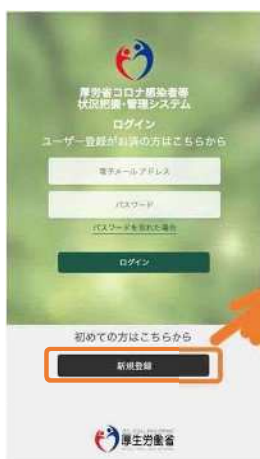 厚労省コロナ感染者等
状況把握・管理システム
ログイン
ユーザー登録がお済の方はこちらから
電子メールアドレス
パスワード
パスワードを忘れた場合
ログイン
初めての方はこちらから
新規登録
厚生労働省